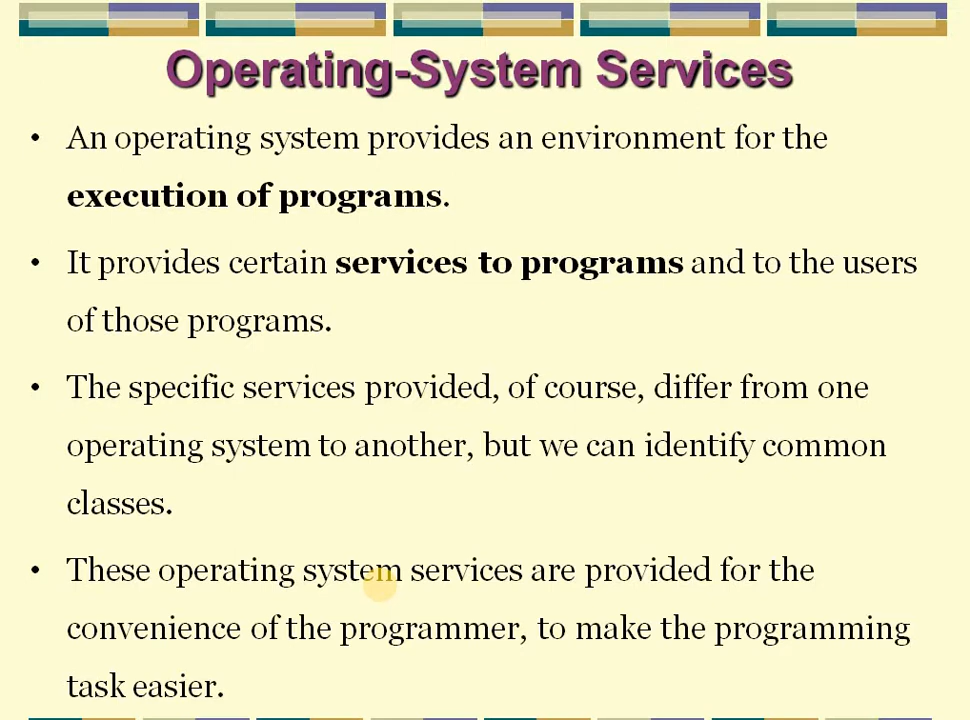 Operating-System Services
• An operating system provides an environment for the
execution of programs.
• It provides certain services to programs and to the users
of those programs.
• The specific services provided, of course, differ from one
operating system to another, but we can identify common
classes.
• These operating system services are provided for the
convenience of the programmer, to make the programming
task easier.